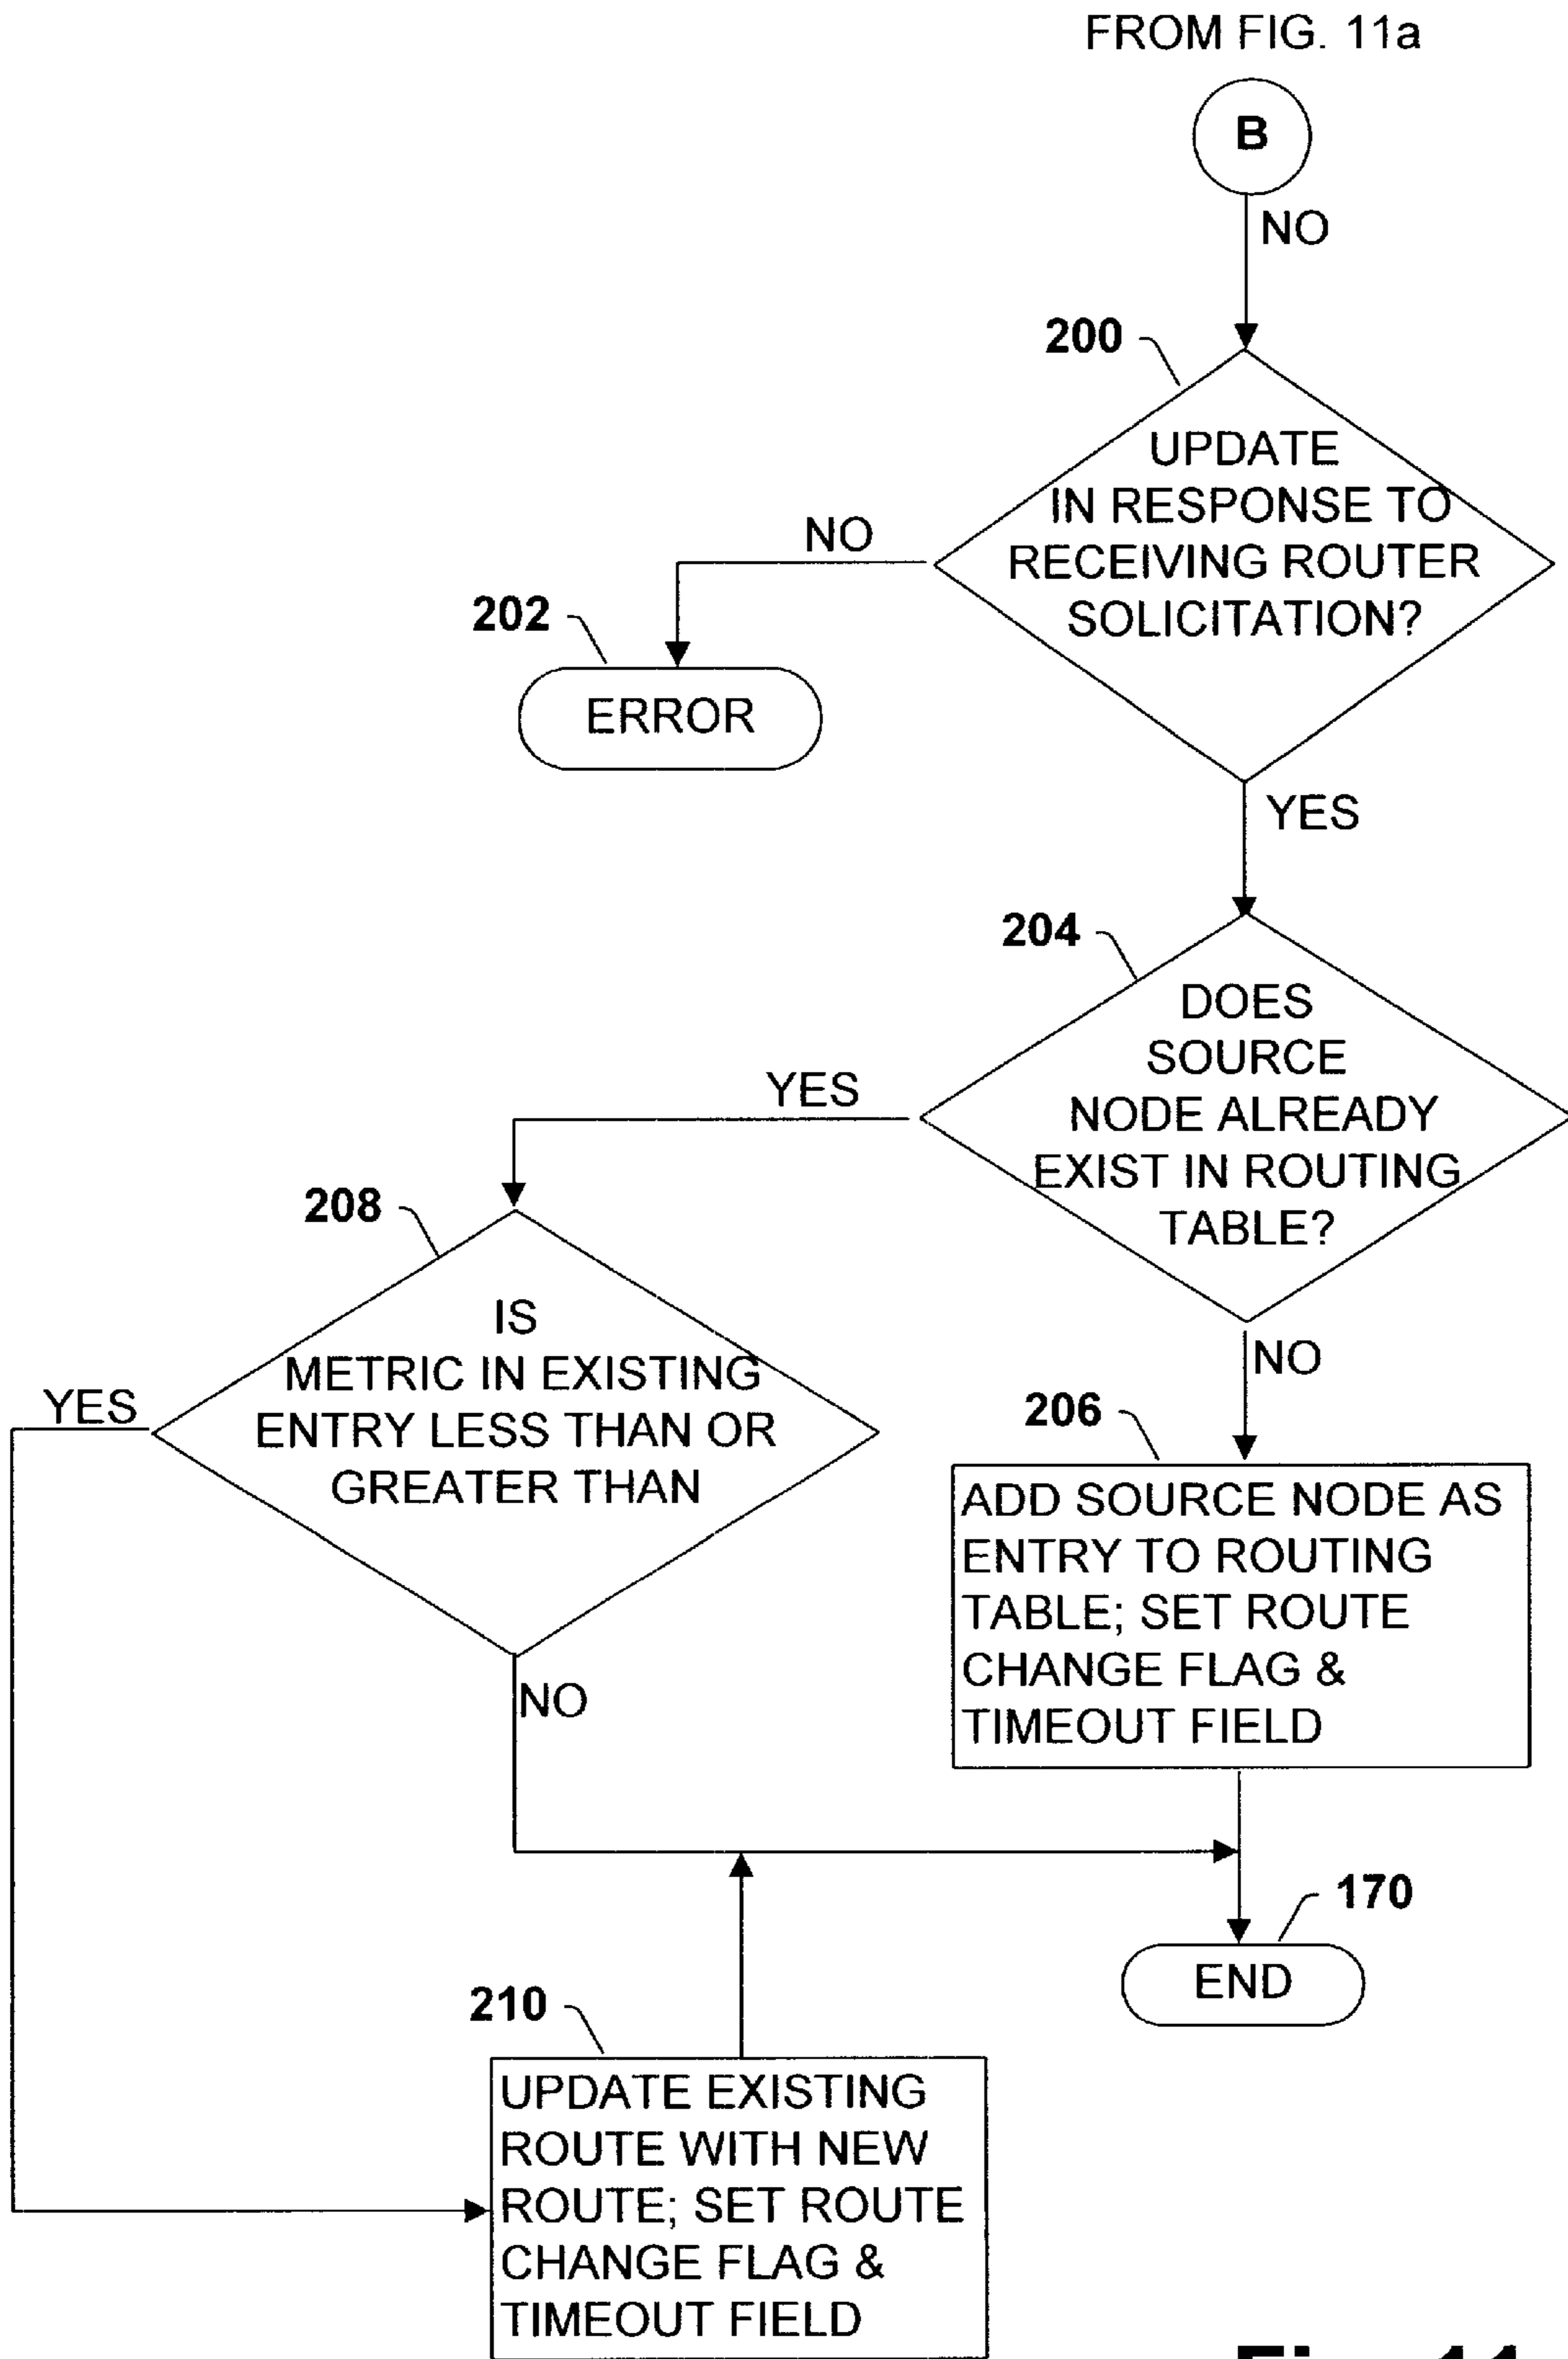 FROM FIG. 11a
B
NO
200
UPDATE
IN RESPONSE TO
RECEIVING ROUTER
SOLICITATION?
NO
202
ERROR
YES
204
DOES
SOURCE
NODE ALREADY
EXIST IN ROUTING
TABLE?
YES
208
IS
METRIC IN EXISTING
ENTRY LESS THAN OR
GREATER THAN
YES
NO
NO
206
ADD SOURCE NODE AS
ENTRY TO ROUTING
TABLE; SET ROUTE
CHANGE FLAG &
TIMEOUT FIELD
170
END
210
UPDATE EXISTING
ROUTE WITH NEW
ROUTE; SET ROUTE
CHANGE FLAG &
TIMEOUT FIELD